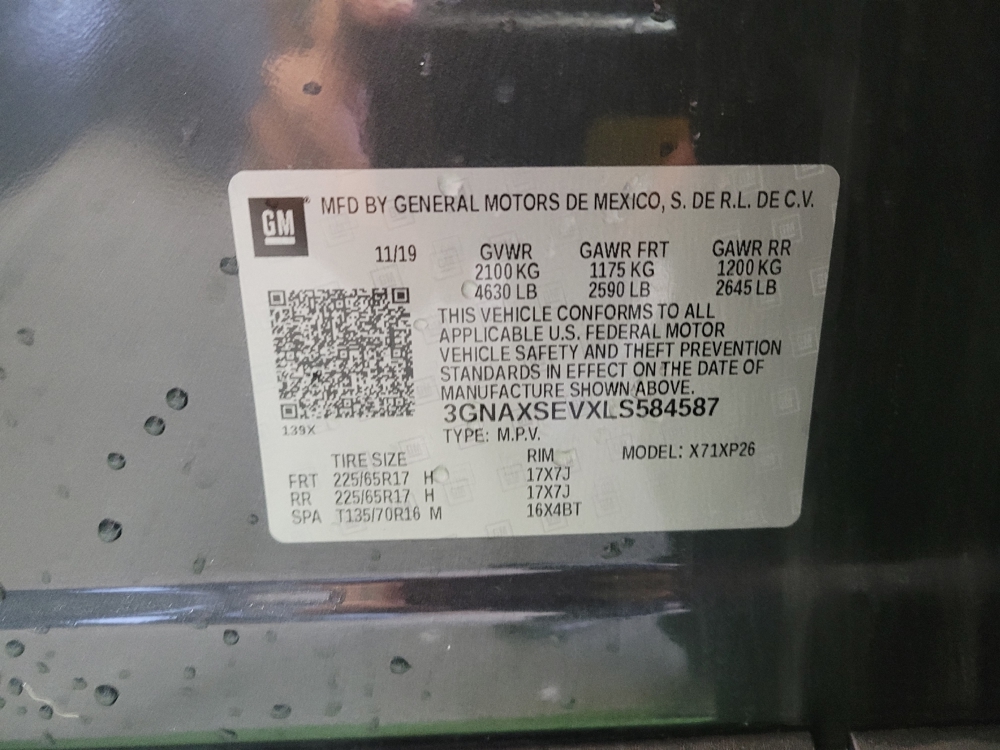 GM MFD BY GENERAL MOTORS DE MEXICO, S. DE R.L. DE C.V.
11/19 GVWR GAWR FRT GAWR RR
2100 KG 1175 KG 1200 KG
4630 LB 2590 LB 2645 LB
THIS VEHICLE CONFORMS TO ALL
APPLICABLE U.S. FEDERAL MOTOR
VEHICLE SAFETY AND THEFT PREVENTION
STANDARDS IN EFFECT ON THE DATE OF
MANUFACTURE SHOWN ABOVE.
3GNAXSEVXLS584587
139X
TYPE: M.P.V.
TIRE SIZE RIM MODEL: X71XP26
FRT 225/65R17 H 17X7J
RR 225/65R17 H 17X7J
SPA T135/70R16 M 16X4BT